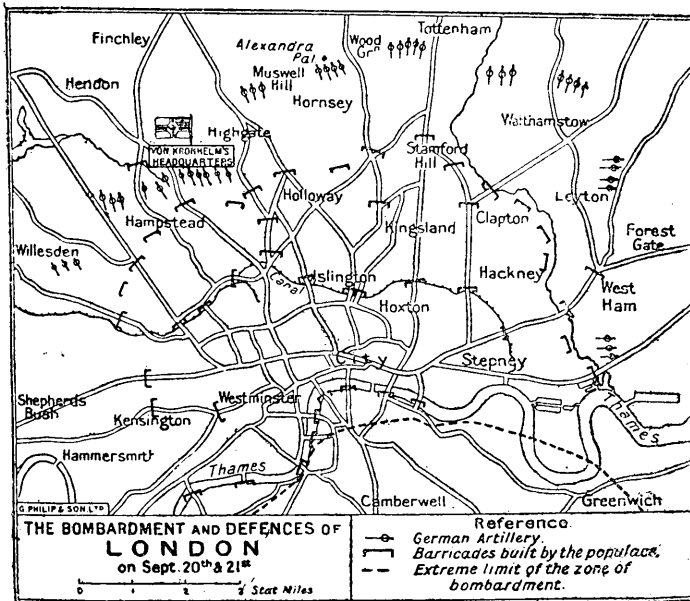 Finchley
Tottenham
Alexandra
Pal.
Wood
Grn
Muswell
Hill
Hendon
Hornsey
Walthamstow
Highgate
Stamford
Hill
VON KRONHELM'S
HEADQUARTERS
Holloway
Leyton
Hampstead
Clapton
Kingsland
Forest
Gate
Willesden
Canal
Islington
Hackney
West
Ham
Hoxton
City
Stepney
Shepherds
Bush
Westminster
Kensington
Thames
Hammersmith
Thames
Camberwell
Greenwich
G. PHILIP & SON. LTD
THE BOMBARDMENT AND DEFENCES OF
LONDON
on Sept. 20th & 21st
0 1 2 3 Stat Miles
Reference.
German Artillery.
Barricades built by the populace.
Extreme limit of the zone of
bombardment.